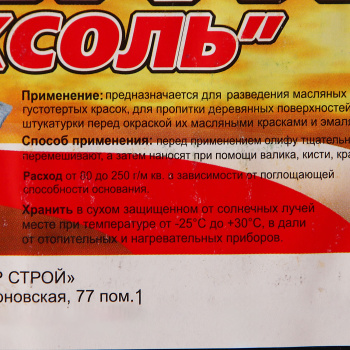 ксоль"
Применение: предназначается для разведения масляных
густотертых красок, для пропитки деревянных поверхностей
штукатурки перед окраской их масляными красками и эмаля
Способ применения: перед применением олифу тщательн
перемешивают, а затем наносят при помощи валика, кисти, кра
Расход от 80 до 250 г/м.кв. в зависимости от поглощающей
способности основания.
Хранить в сухом защищенном от солнечных лучей
месте при температуре от -25°С до +30°С, в дали
от отопительных и нагревательных приборов.
Р СТРОЙ»
оновская, 77 пом.1